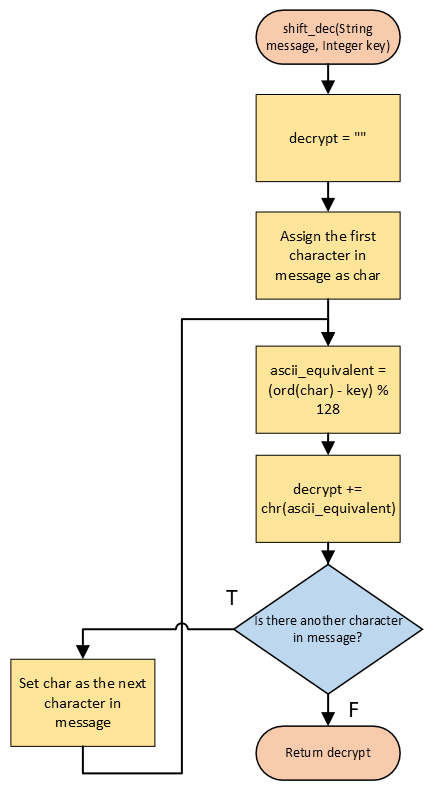 shift_dec(String
message, Integer key)
decrypt = ""
Assign the first
character in
message as char
ascii_equivalent =
(ord(char) - key) %
128
decrypt +=
chr(ascii_equivalent)
Is there another character
in message?
T
Set char as the next
character in
message
F
Return decrypt